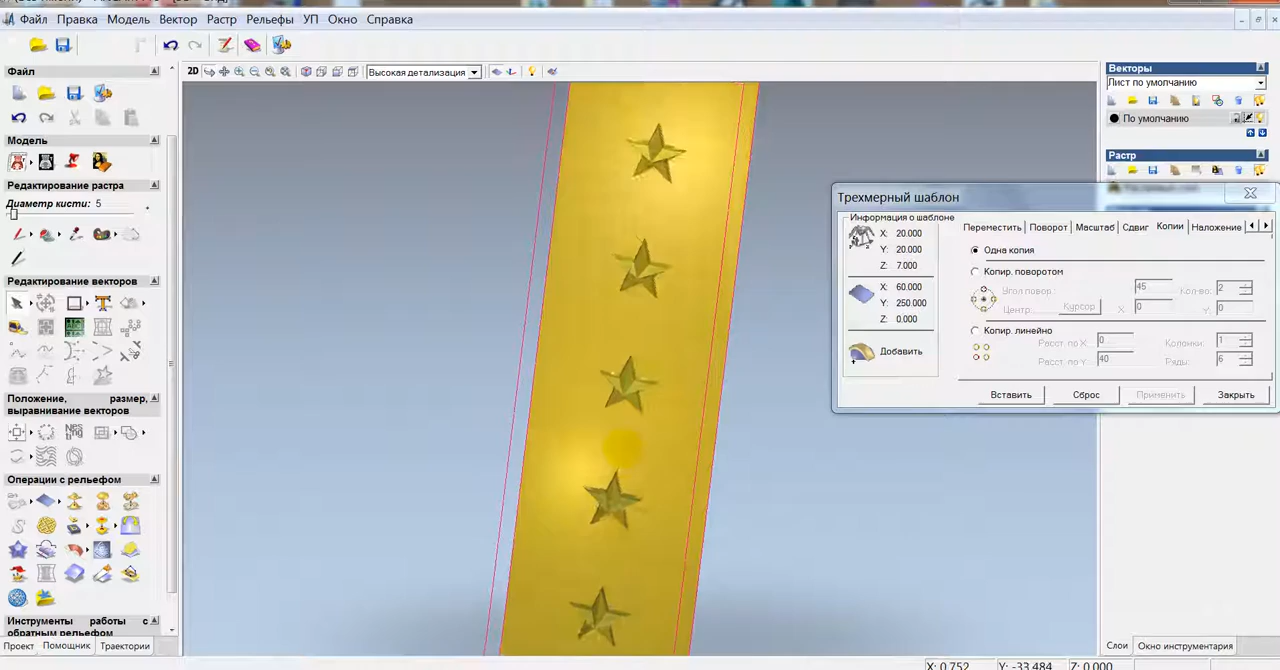 Файл Правка Модель Вектор Растр Рельефы УП Окно Справка
Файл
2D Высокая детализация
Модель
Редактирование растра
Диаметр кисти: 5
Редактирование векторов
Положение, размер, выравнивание векторов
Операции с рельефом
Инструменты работы с обратным рельефом
Проект Помощник Траектории
Векторы
Лист по умолчанию
По умолчанию
Растр
Трехмерный шаблон
Информация о шаблоне
X: 20.000
Y: 20.000
Z: 7.000
X: 60.000
Y: 250.000
Z: 0.000
Добавить
Переместить Поворот Масштаб Сдвиг Копии Наложение
Одна копия
Копир. поворотом
Угол повор. 45 Кол-во: 2
Центр: Курсор X 0 Y: 0
Копир. линейно
Расст. по X: 0 Колонки: 1
Расст. по Y: 40 Ряды: 6
Вставить Сброс Применить Закрыть
Слои Окно инструментария
X: 0.752 Y: -33.484 Z: 0.000